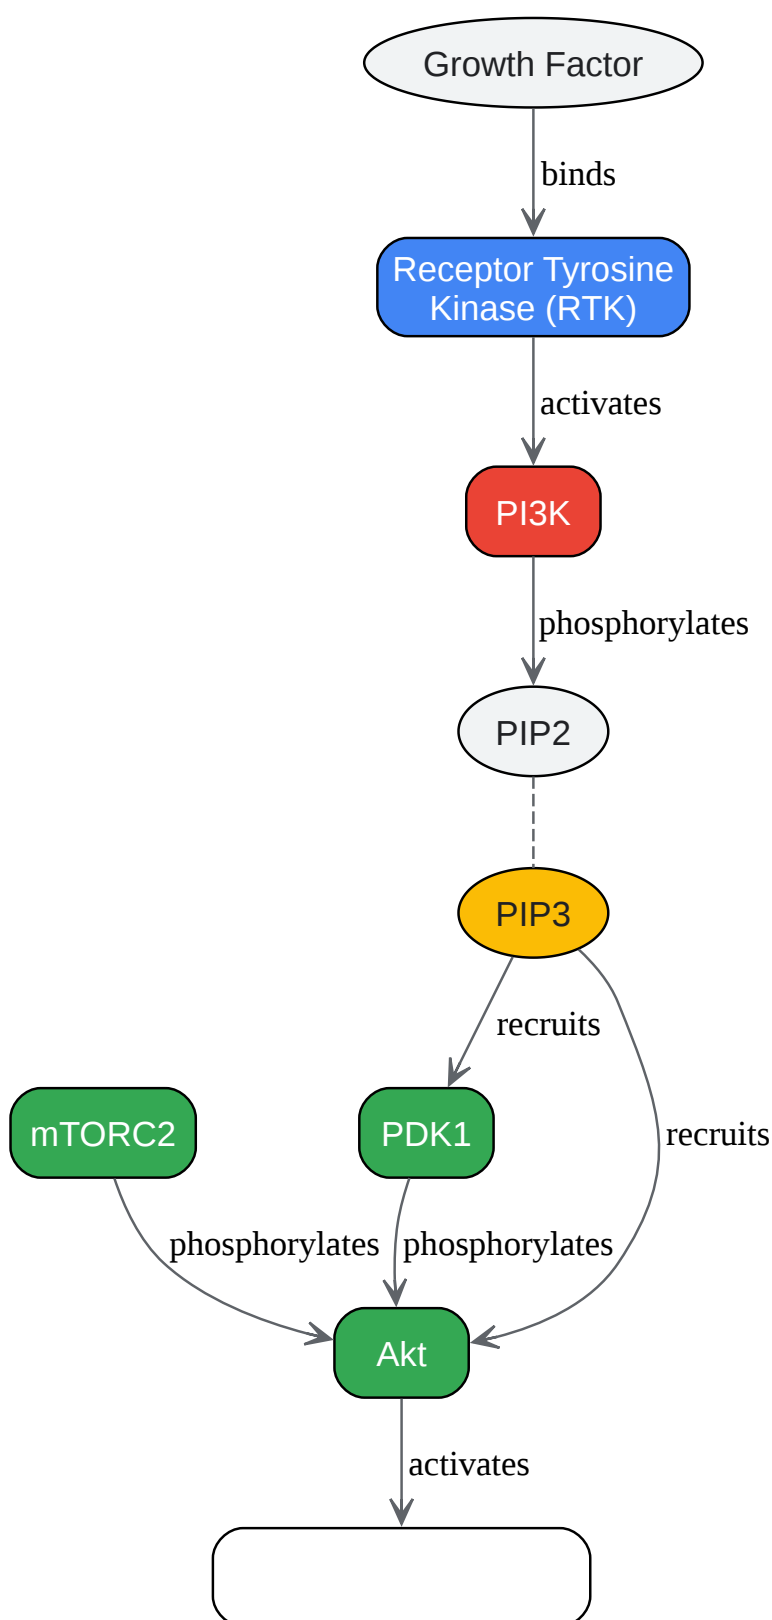 Growth Factor
binds
Receptor Tyrosine
Kinase (RTK)
activates
PI3K
phosphorylates
PIP2
PIP3
recruits
mTORC2
PDK1
recruits
phosphorylates
phosphorylates
Akt
activates